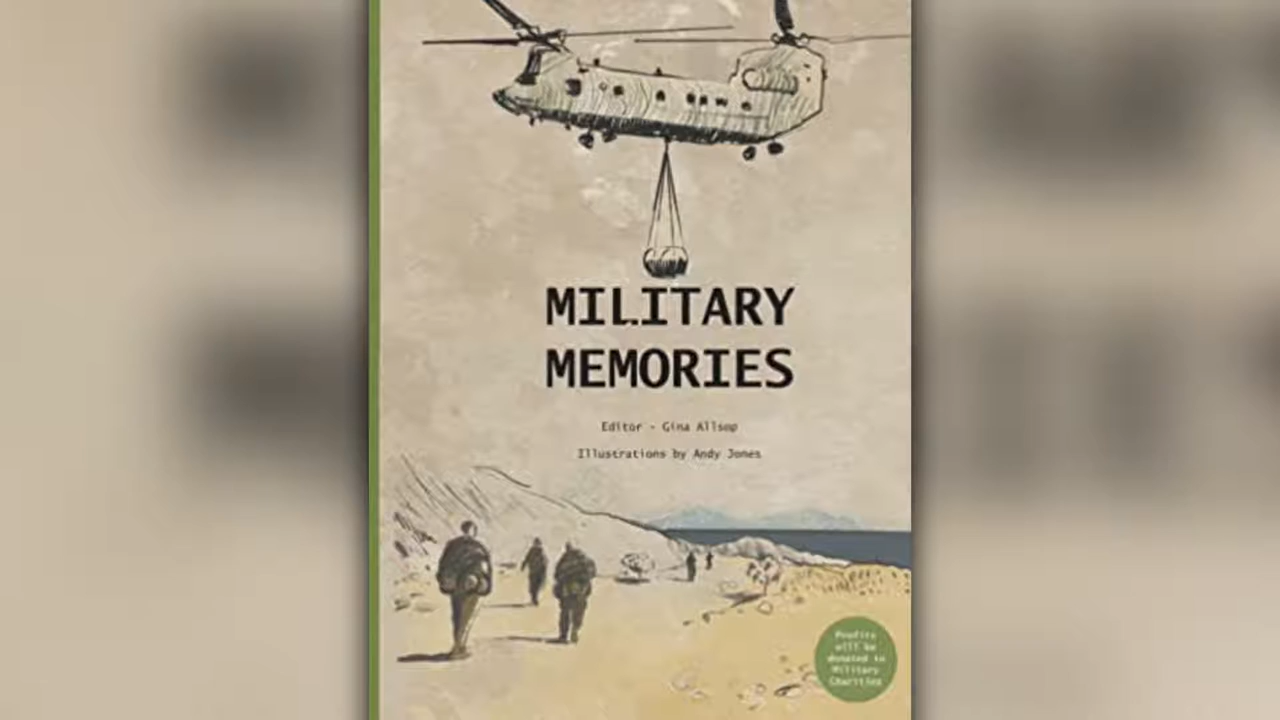 MILITARY
MEMORIES
Editor - Gina Allsop
Illustrations by Andy Jones
Profits
will be
donated to
Military
Charities